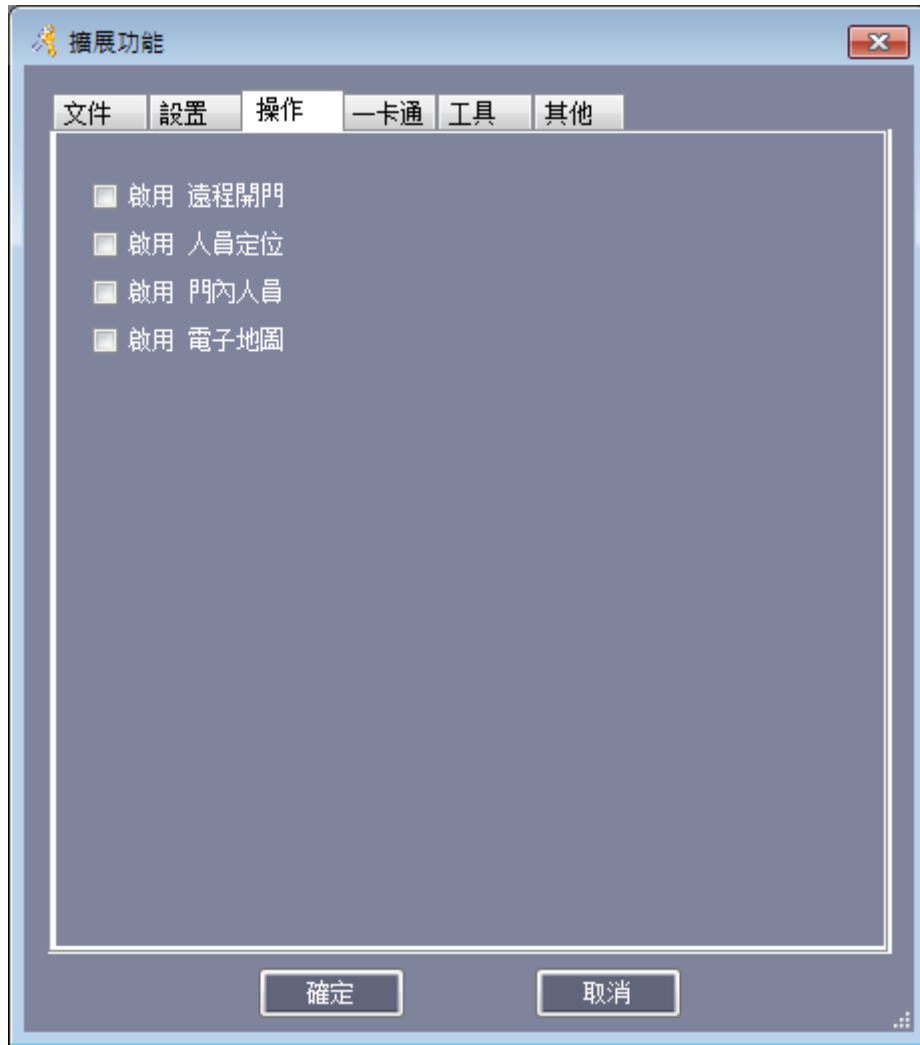 擴展功能
文件 設置 操作 一卡通 工具 其他
啟用 遠程開門
啟用 人員定位
啟用 門內人員
啟用 電子地圖
確定 取消